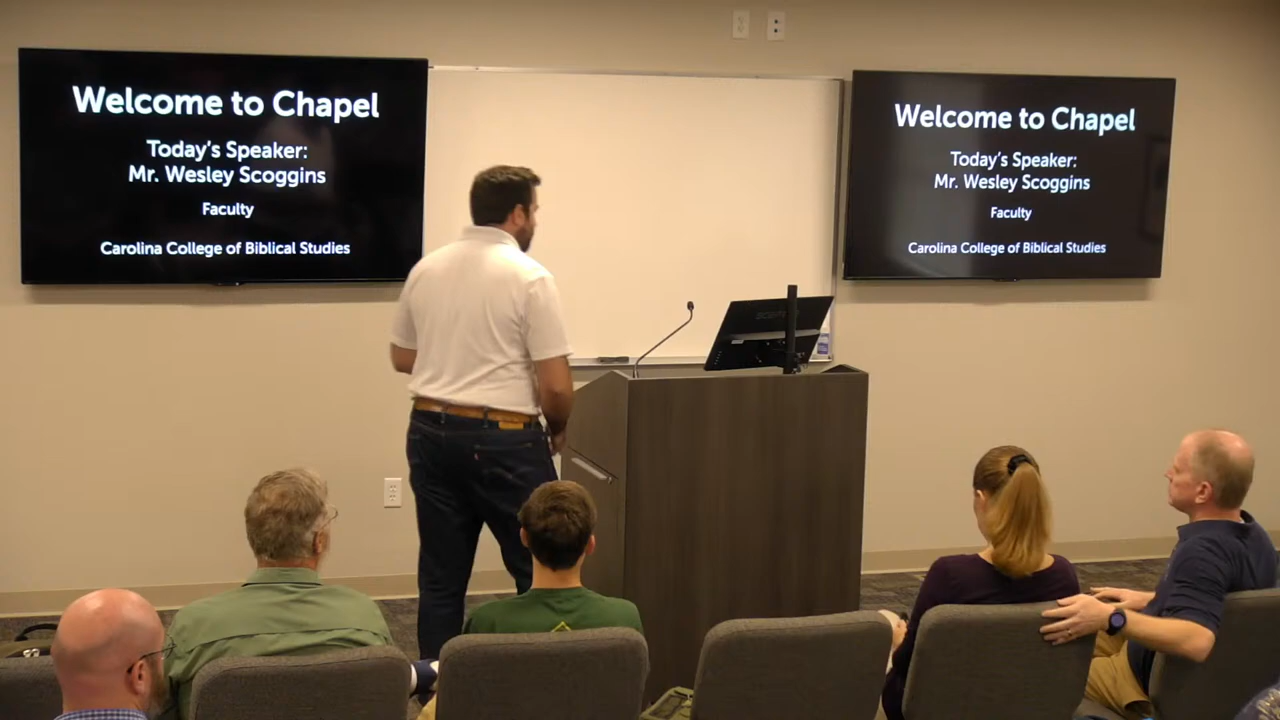 Welcome to Chapel
Today's Speaker:
Mr. Wesley Scoggins
Faculty
Carolina College of Biblical Studies
Welcome to Chapel
Today's Speaker:
Mr. Wesley Scoggins
Faculty
Carolina College of Biblical Studies